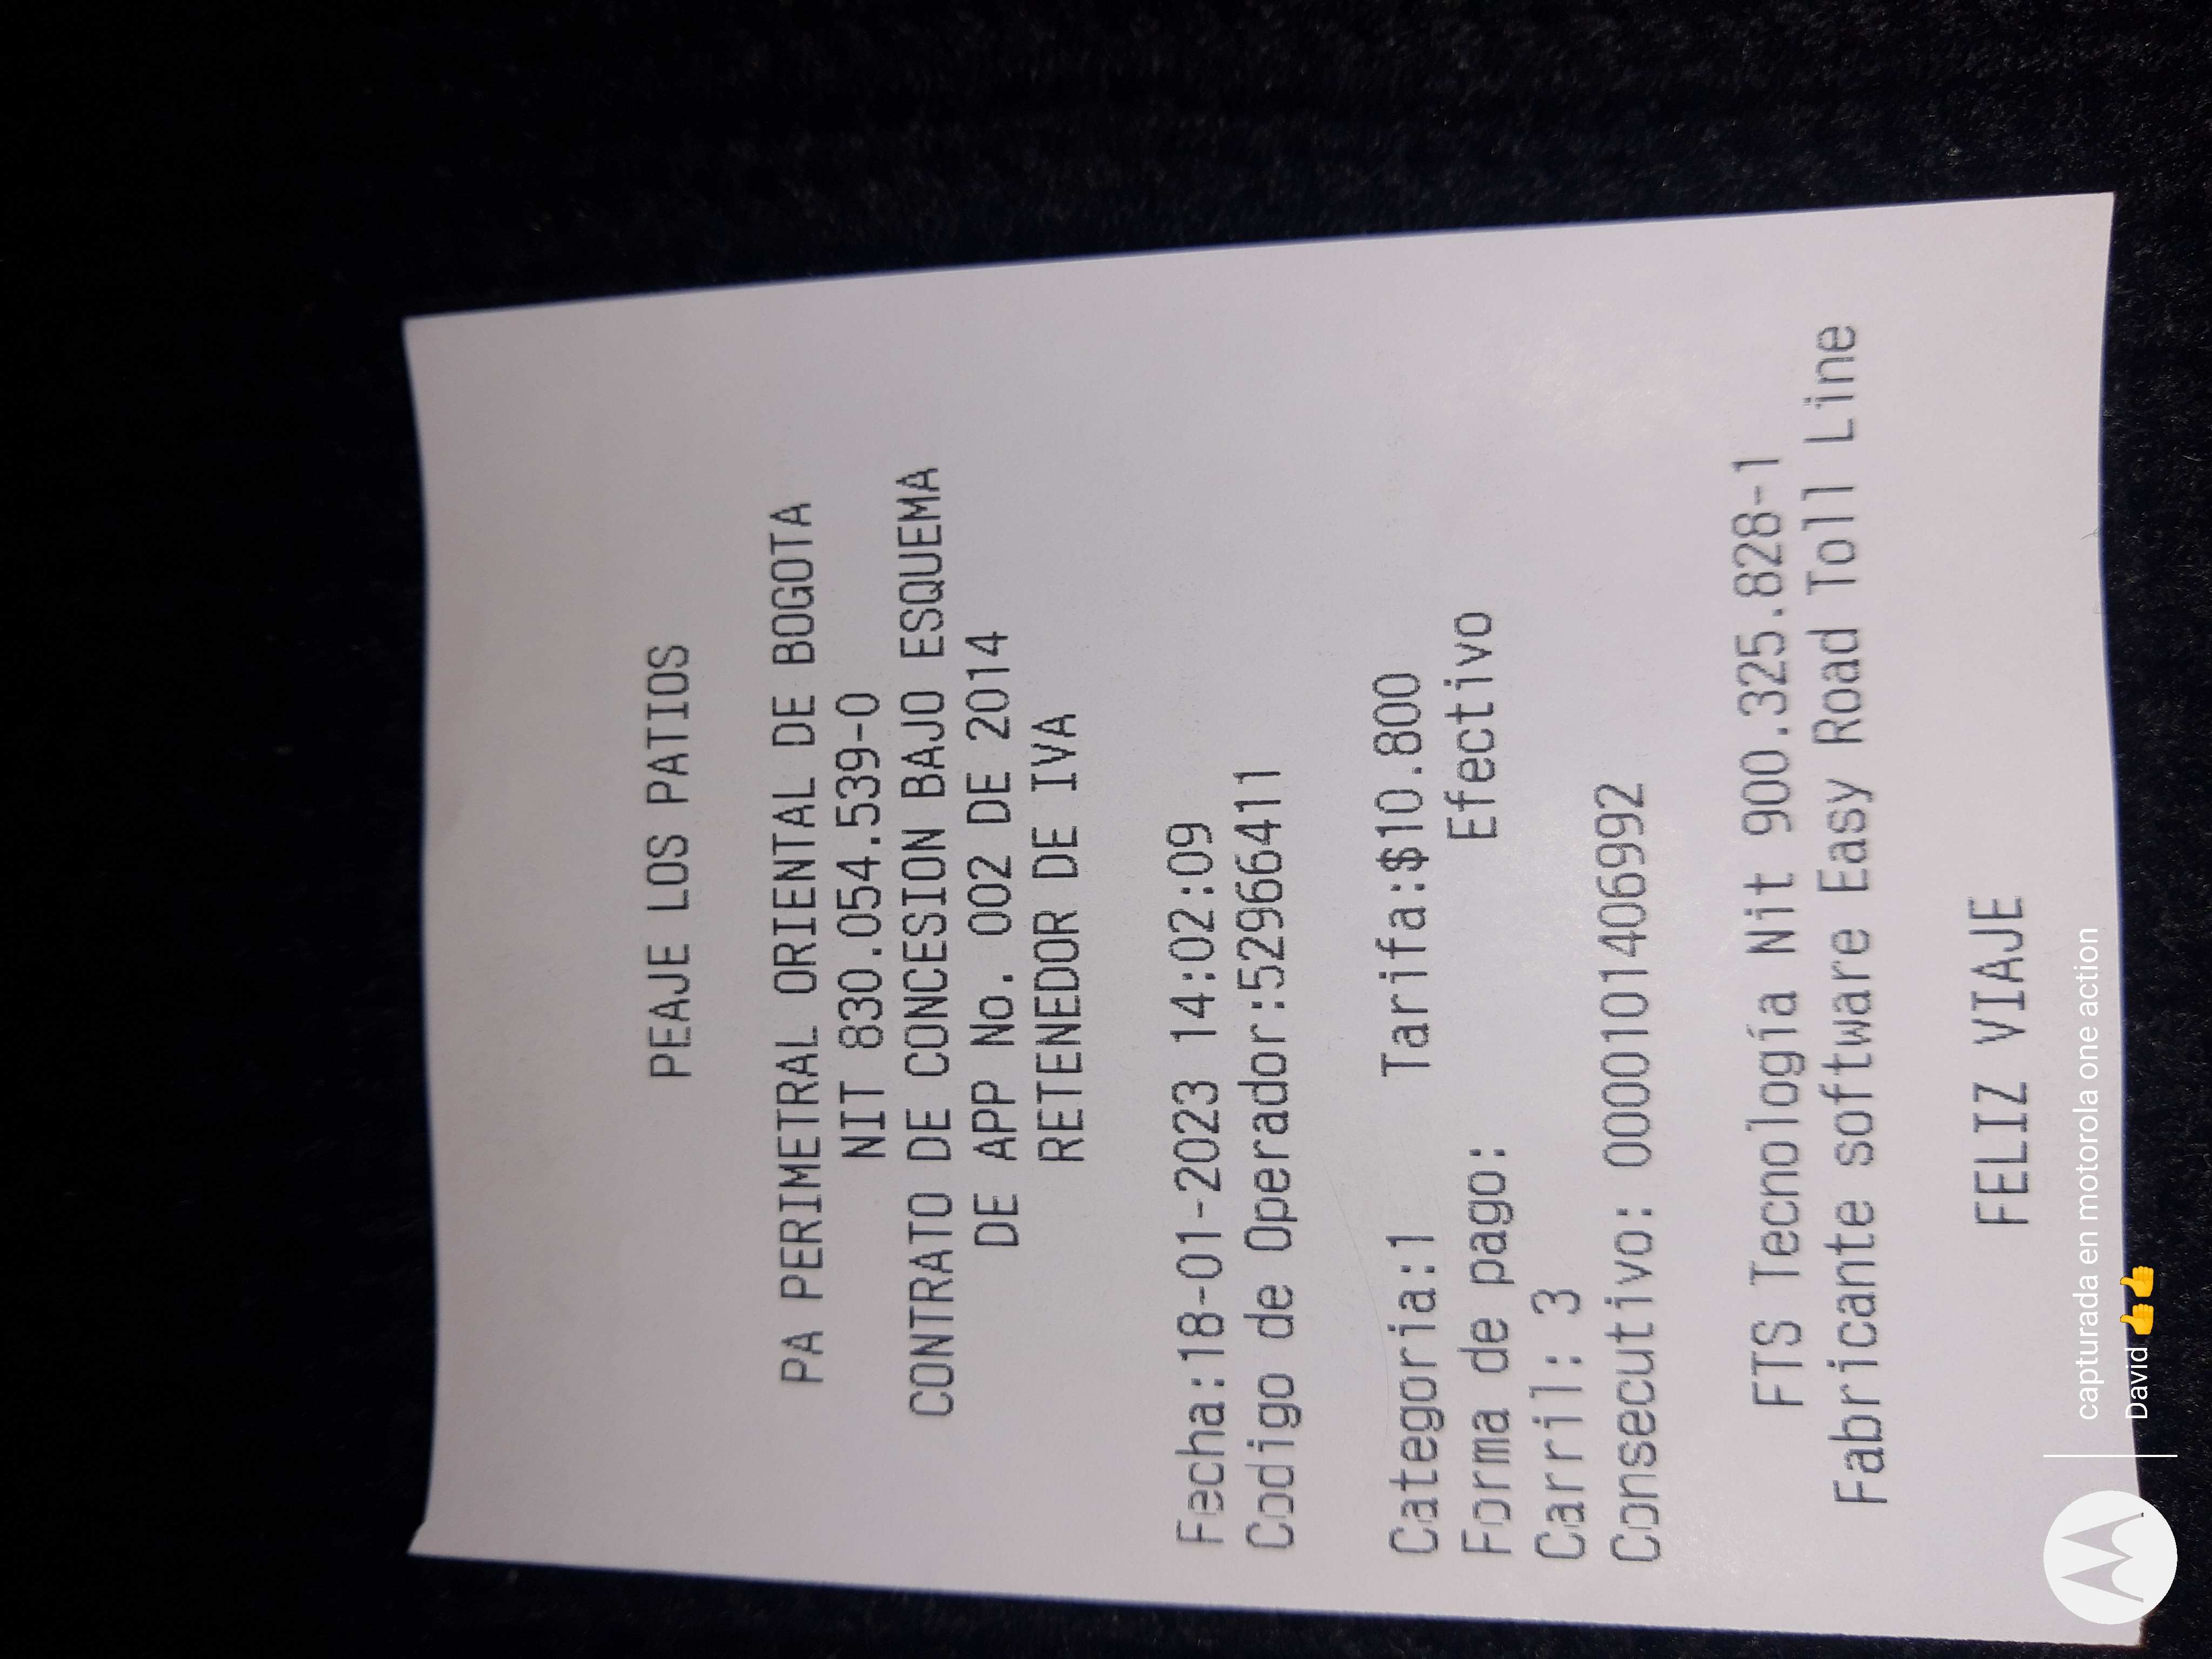 PEAJE LOS PATIOS
PA PERIMETRAL ORIENTAL DE BOGOTA
NIT 830.054.539-0
CONTRATO DE CONCESION BAJO ESQUEMA
DE APP No. 002 DE 2014
RETENEDOR DE IVA
Fecha:18-01-2023 14:02:09
Codigo de Operador:52966411
Categoria:1 Tarifa:$10.800
Forma de pago: Efectivo
Carril: 3
Consecutivo: 000010101406992
FTS Tecnología Nit 900.325.828-1
Fabricante software Easy Road Toll Line
FELIZ VIAJE
capturada en motorola one action
David 👍👍